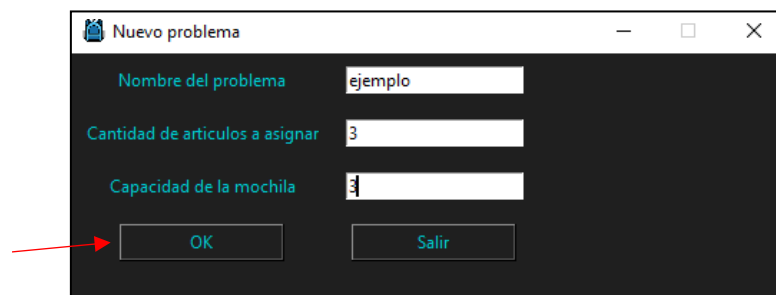 Nuevo problema
Nombre del problema ejemplo
Cantidad de articulos a asignar 3
Capacidad de la mochila 3
OK Salir